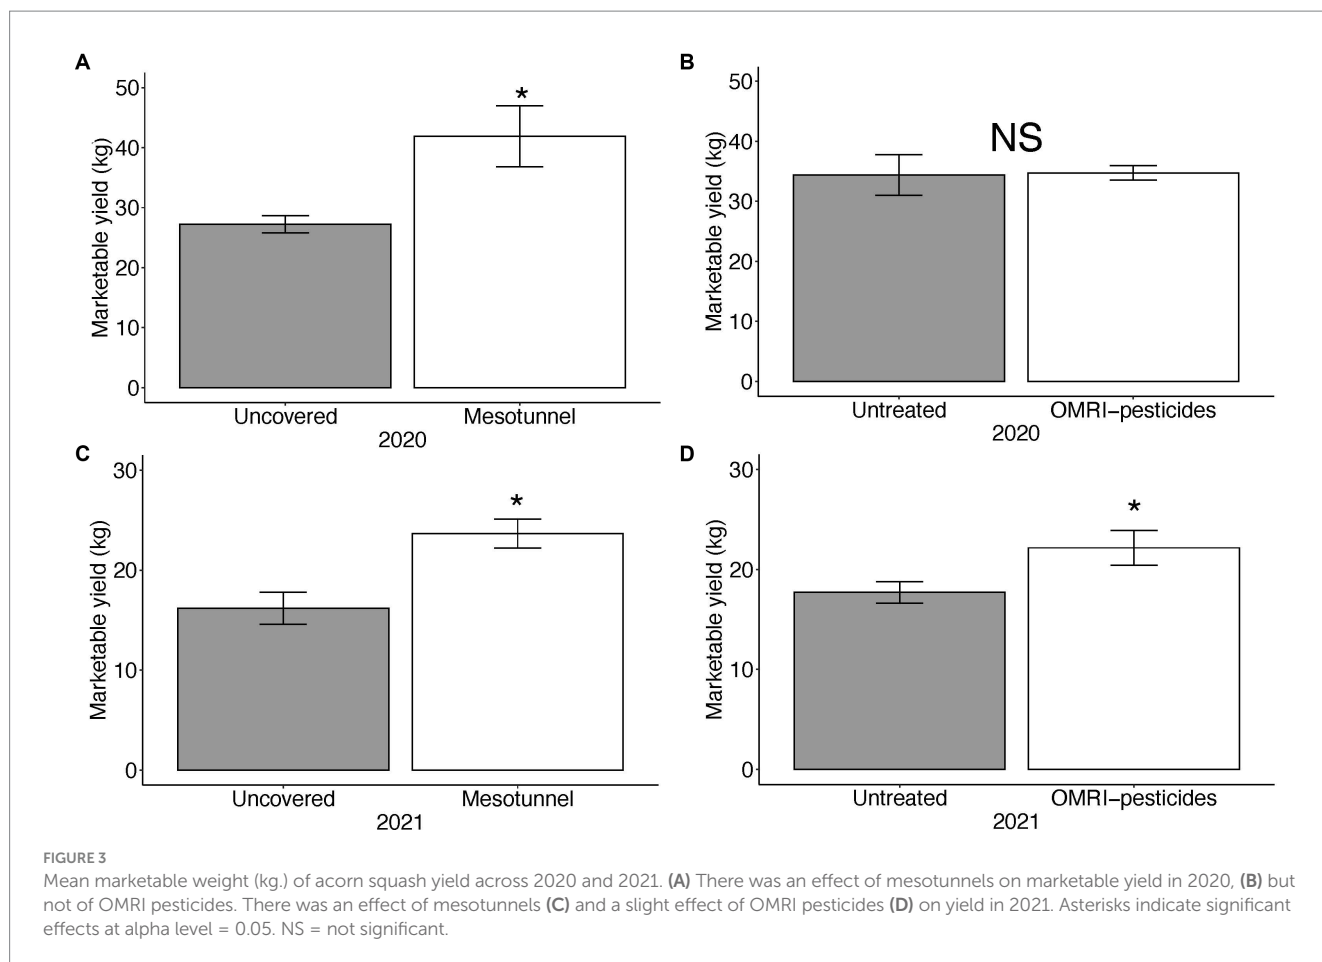 A
50
40
30
20
10
0
Marketable yield (kg)
*
Uncovered Mesotunnel
2020
B
50
40
30
20
10
0
Marketable yield (kg)
NS
Untreated OMRI–pesticides
2020
C
30
20
10
0
Marketable yield (kg)
*
Uncovered Mesotunnel
2021
D
30
20
10
0
Marketable yield (kg)
*
Untreated OMRI–pesticides
2021
FIGURE 3
Mean marketable weight (kg.) of acorn squash yield across 2020 and 2021. (A) There was an effect of mesotunnels on marketable yield in 2020, (B) but
not of OMRI pesticides. There was an effect of mesotunnels (C) and a slight effect of OMRI pesticides (D) on yield in 2021. Asterisks indicate significant
effects at alpha level = 0.05. NS = not significant.